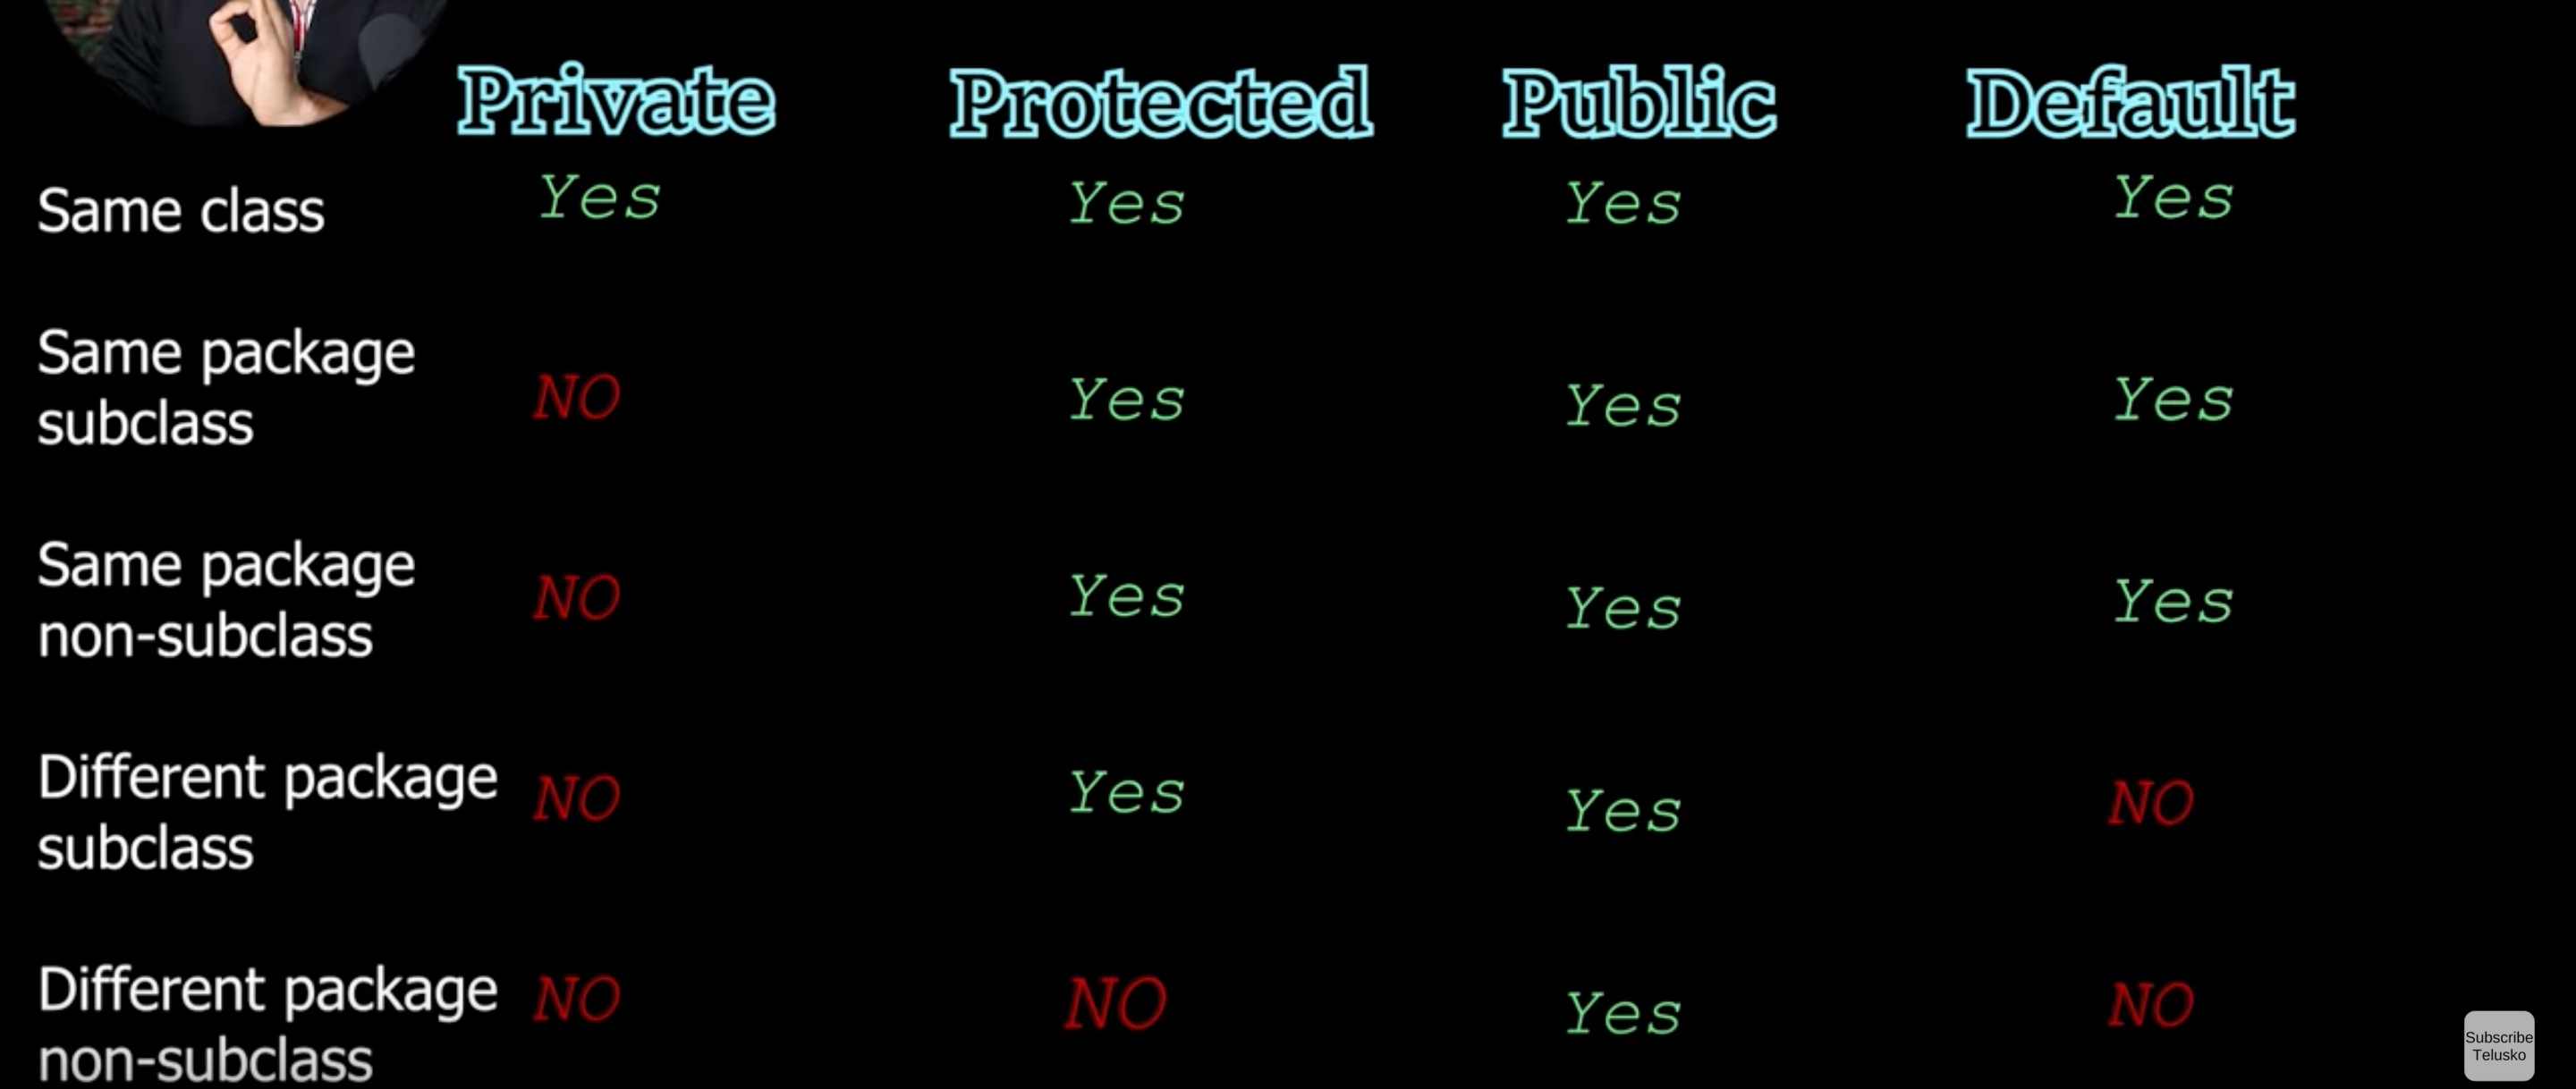 Private Protected Public Default
Same class Yes Yes Yes Yes
Same package
subclass
NO Yes Yes Yes
Same package
non-subclass
NO Yes Yes Yes
Different package
subclass
NO Yes Yes NO
Different package
non-subclass
NO NO Yes NO
Subscribe
Telusko